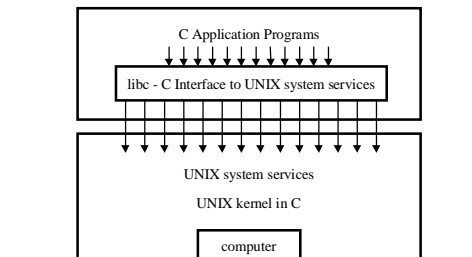 C Application Programs
libc - C Interface to UNIX system services
UNIX system services
UNIX kernel in C
computer